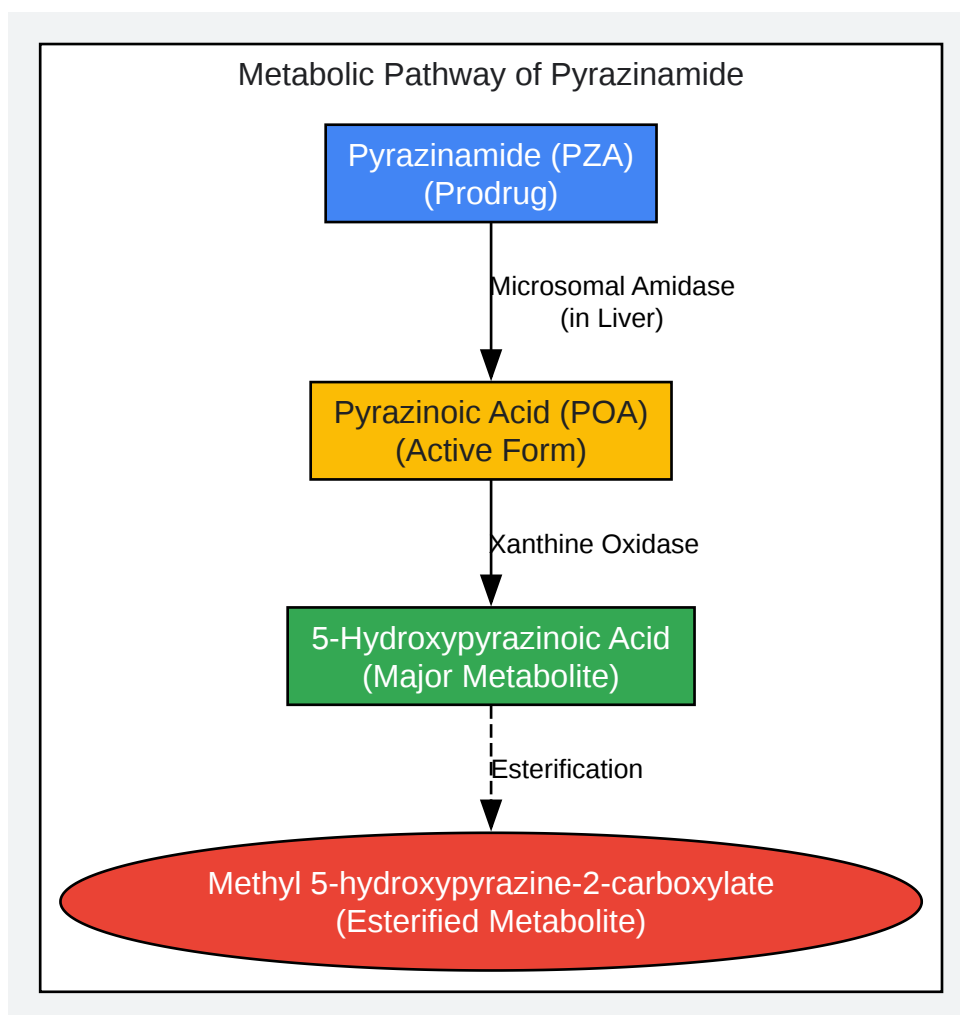 Metabolic Pathway of Pyrazinamide
Pyrazinamide (PZA)
(Prodrug)
Microsomal Amidase
(in Liver)
Pyrazinoic Acid (POA)
(Active Form)
Xanthine Oxidase
5-Hydroxypyrazinoic Acid
(Major Metabolite)
Esterification
Methyl 5-hydroxypyrazine-2-carboxylate
(Esterified Metabolite)